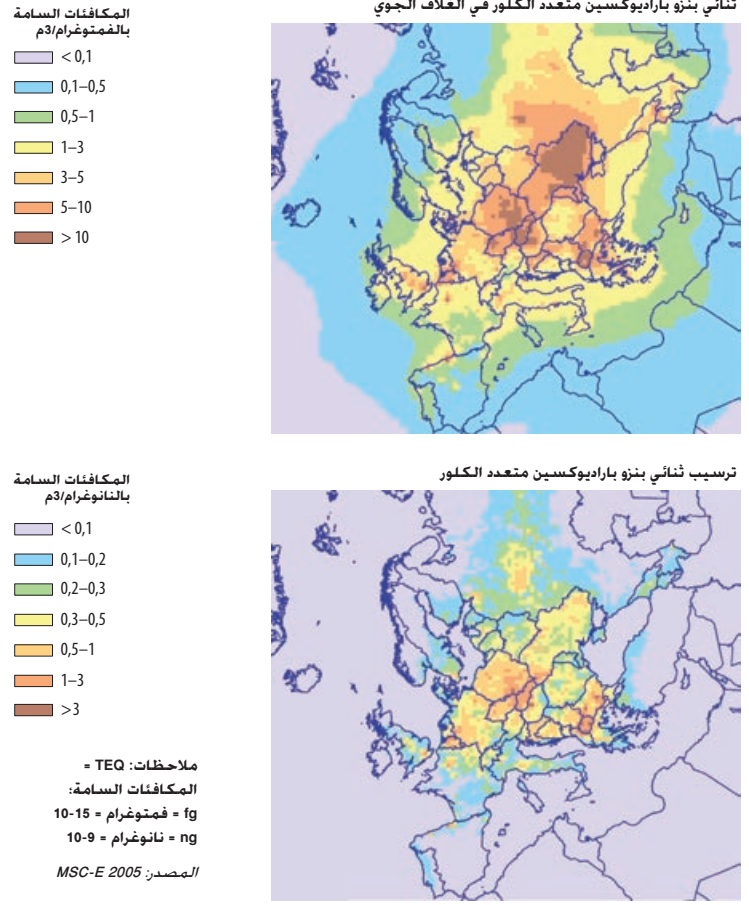 ثنائي بنزو باراديوكسين متعدد الكلور في الغلاف الجوي
المكافئات السامة
بالفمتوغرام/م3
< 0,1
0,1–0,5
0,5–1
1–3
3–5
5–10
> 10
ترسيب ثنائي بنزو باراديوكسين متعدد الكلور
المكافئات السامة
بالنانوغرام/م3
< 0,1
0,1–0,2
0,2–0,3
0,3–0,5
0,5–1
1–3
>3
ملاحظات: TEQ =
المكافئات السامة:
fg = فمتوغرام = 10-15
ng = نانوغرام = 10-9
المصدر: MSC-E 2005